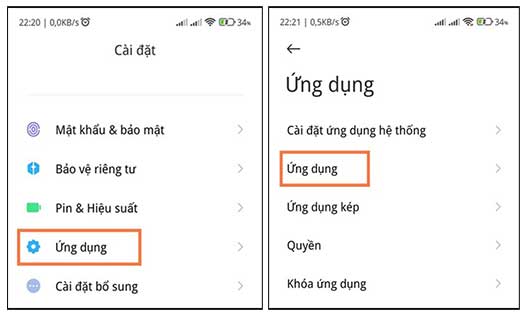 22:20 | 0,0KB/s
34%
Cài đặt
Mật khẩu & bảo mật
Bảo vệ riêng tư
Pin & Hiệu suất
Ứng dụng
Cài đặt bổ sung
22:21 | 0,5KB/s
34%
Ứng dụng
Cài đặt ứng dụng hệ thống
Ứng dụng
Ứng dụng kép
Quyền
Khóa ứng dụng